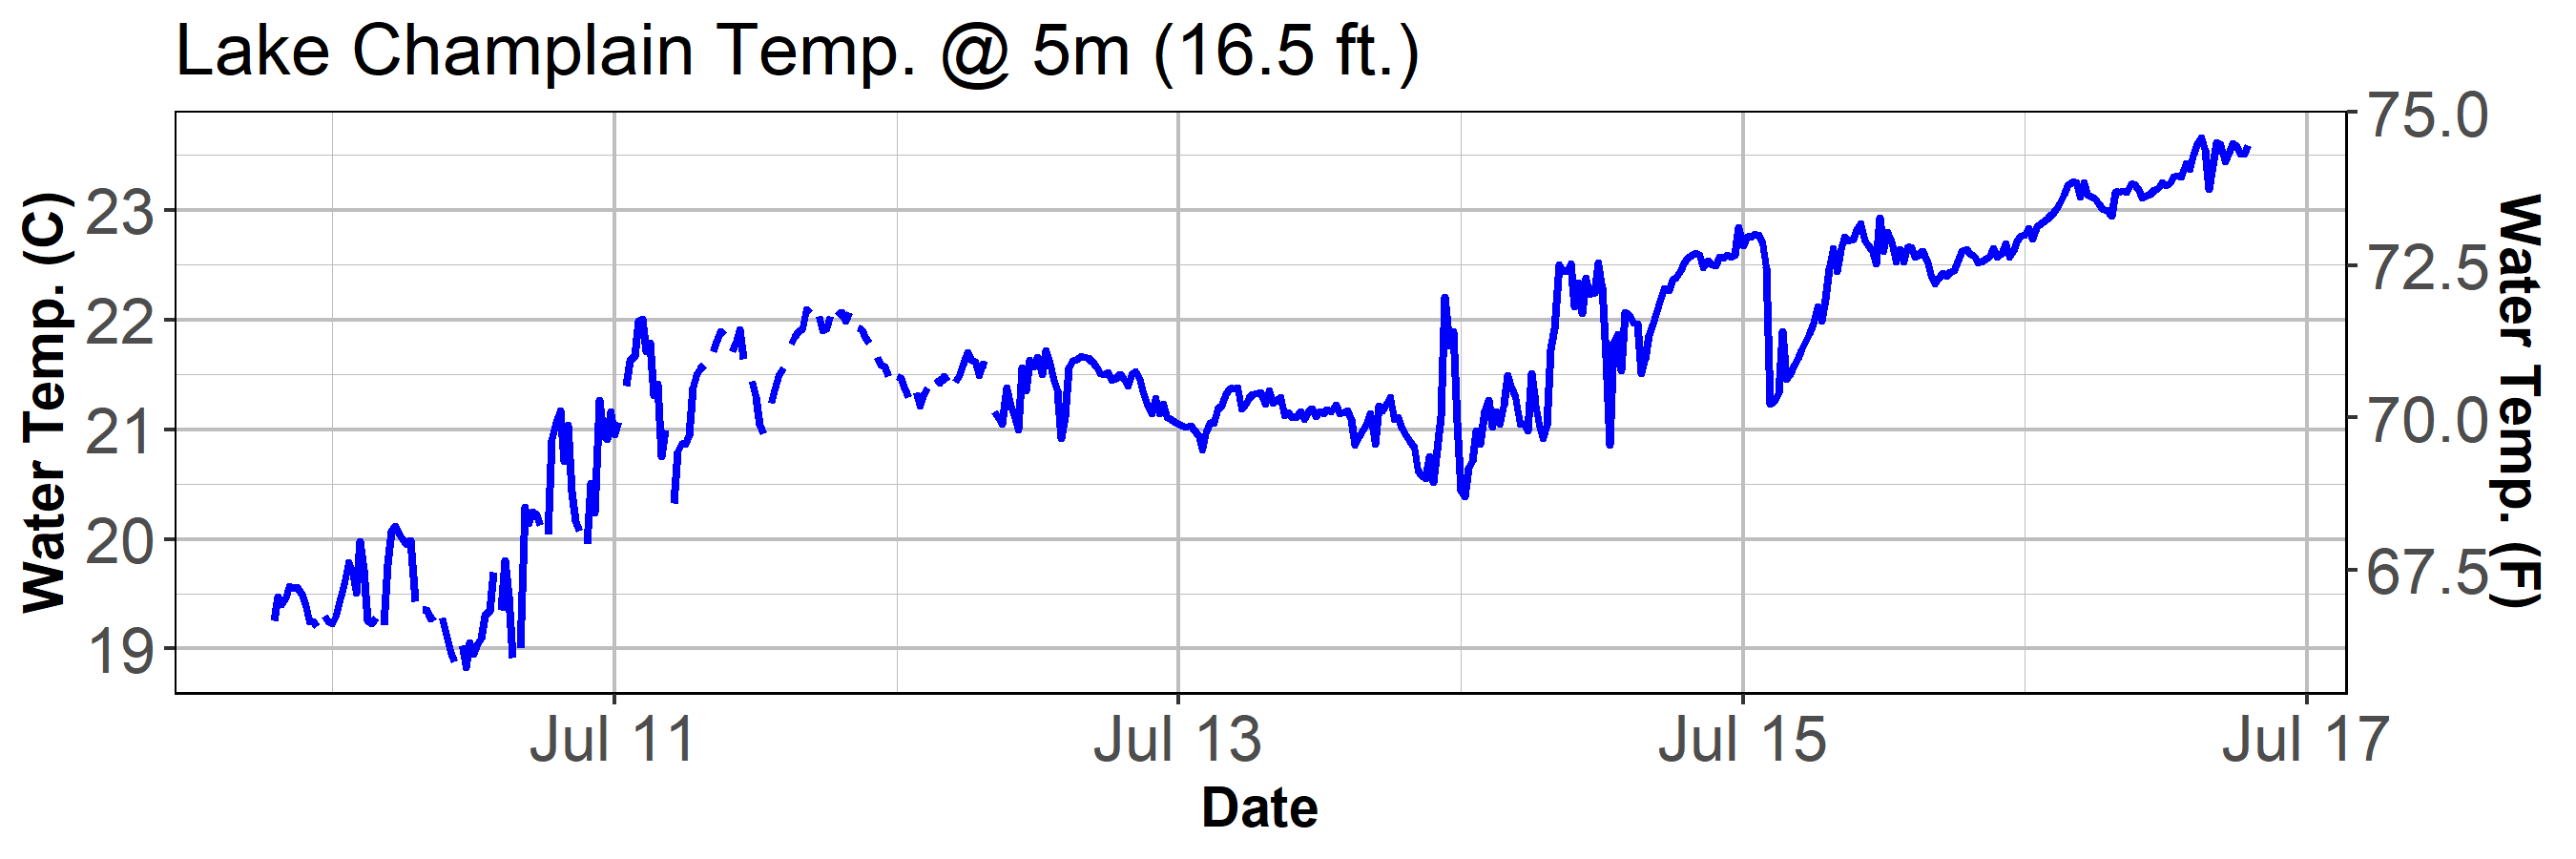 Lake Champlain Temp. @ 5m (16.5 ft.)
Water Temp. (C)
23
22
21
20
19
75.0
72.5
70.0
67.5
Water Temp. (F)
Jul 11 Jul 13 Jul 15 Jul 17
Date